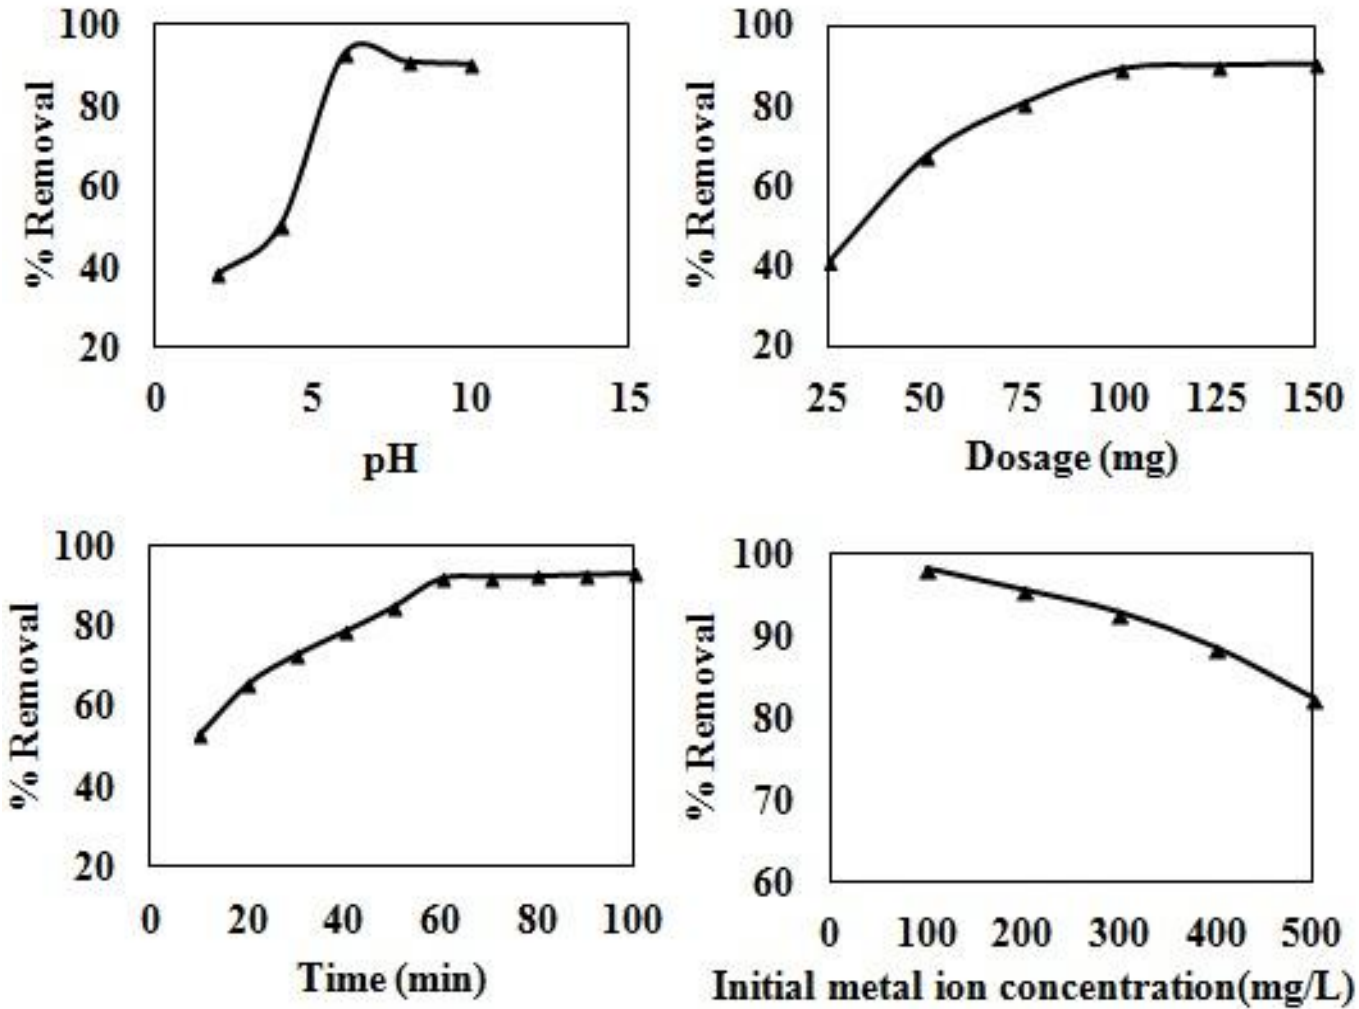 100
80
60
40
20
% Removal
0 5 10 15
pH
100
80
60
40
20
% Removal
25 50 75 100 125 150
Dosage (mg)
100
80
60
40
20
% Removal
0 20 40 60 80 100
Time (min)
100
90
80
70
60
% Removal
0 100 200 300 400 500
Initial metal ion concentration(mg/L)